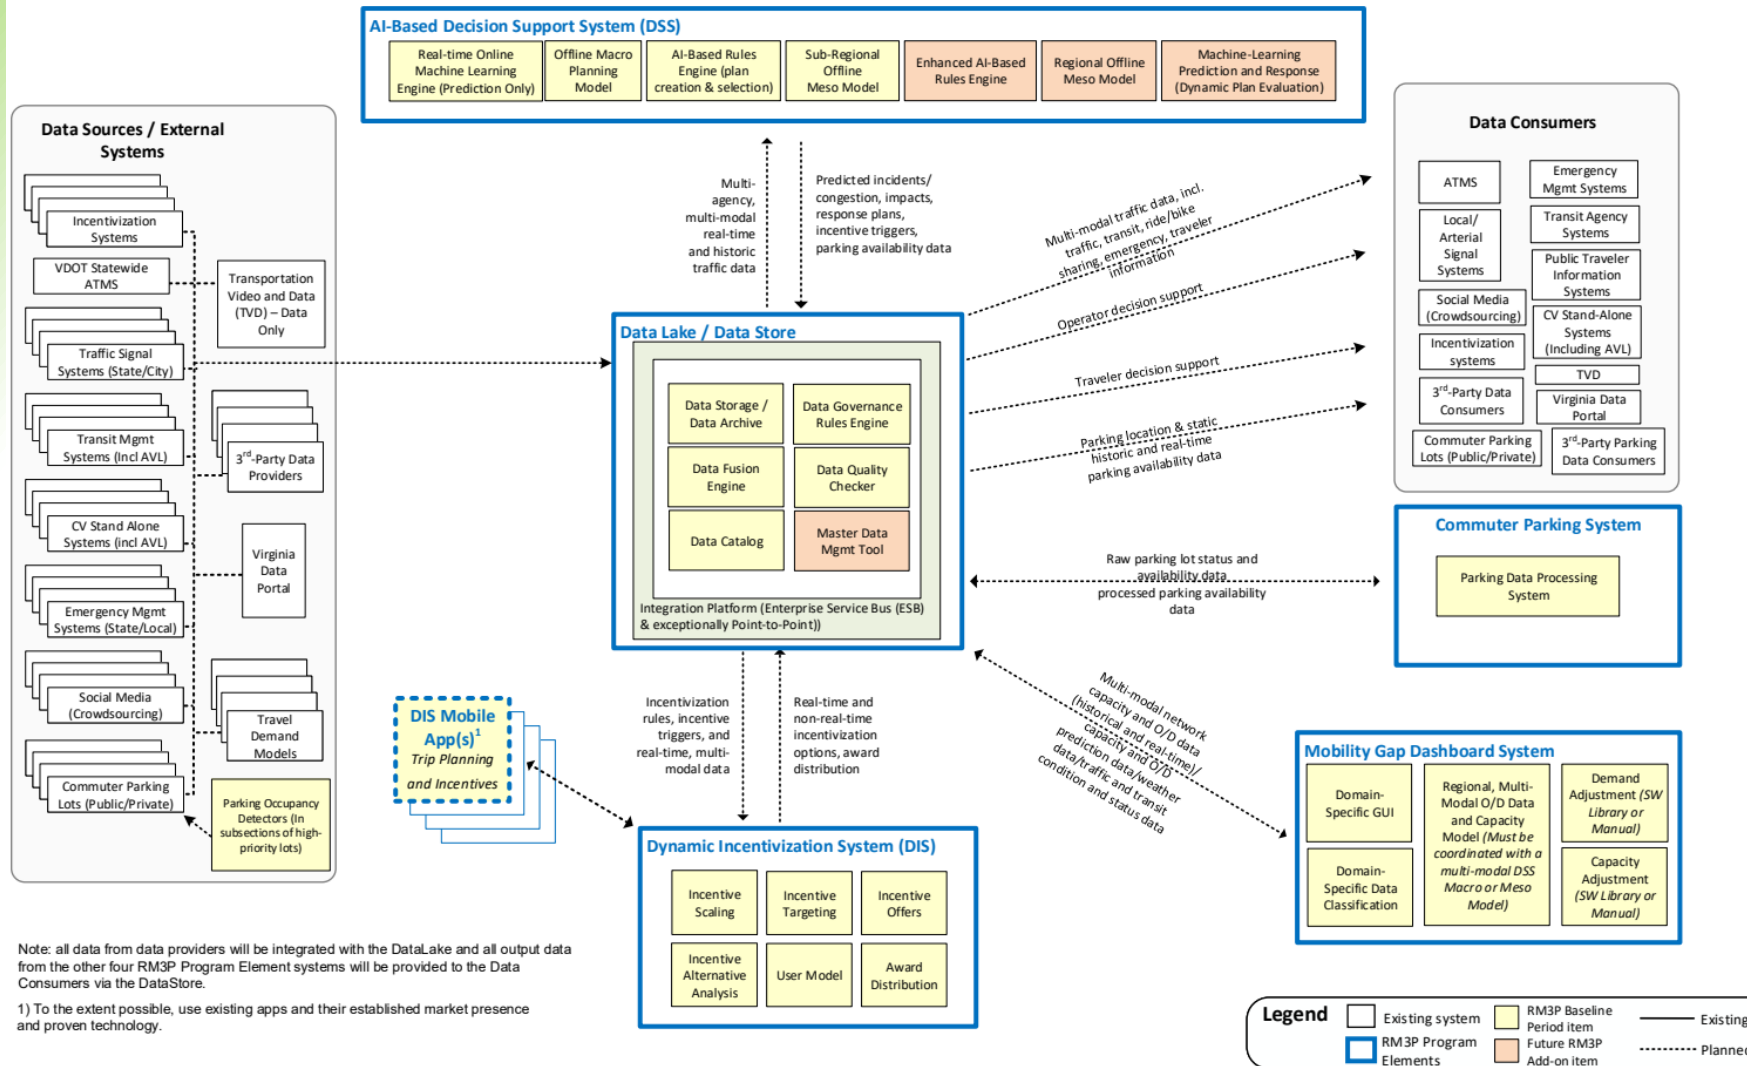 AI-Based Decision Support System (DSS)
Real-time Online
Machine Learning
Engine (Prediction Only)
Offline Macro
Planning
Model
AI-Based Rules
Engine (plan
creation & selection)
Sub-Regional
Offline
Meso Model
Enhanced AI-Based
Rules Engine
Regional Offline
Meso Model
Machine-Learning
Prediction and Response
(Dynamic Plan Evaluation)
Data Sources / External
Systems
Incentivization
Systems
VDOT Statewide
ATMS
Transportation
Video and Data
(TVD) – Data
Only
Traffic Signal
Systems (State/City)
Transit Mgmt
Systems (Incl AVL)
3rd-Party Data
Providers
CV Stand Alone
Systems (incl AVL)
Virginia
Data
Portal
Emergency Mgmt
Systems (State/Local)
Social Media
(Crowdsourcing)
Travel
Demand
Models
Commuter Parking
Lots (Public/Private)
Parking Occupancy
Detectors (In
subsections of high-
priority lots)
Multi-
agency,
multi-modal
real-time
and historic
traffic data
Predicted incidents/
congestion, impacts,
response plans,
incentive triggers,
parking availability data
Data Lake / Data Store
Data Storage /
Data Archive
Data Governance
Rules Engine
Data Fusion
Engine
Data Quality
Checker
Data Catalog
Master Data
Mgmt Tool
Integration Platform (Enterprise Service Bus (ESB)
& exceptionally Point-to-Point))
Multi-modal traffic data, incl.
traffic, transit, ride/bike
sharing, emergency, traveler
information
Operator decision support
Traveler decision support
Parking location & static
historic and real-time
parking availability data
Data Consumers
ATMS
Emergency
Mgmt Systems
Local/
Arterial
Signal
Systems
Transit Agency
Systems
Public Traveler
Information
Systems
Social Media
(Crowdsourcing)
CV Stand-Alone
Systems
(Including AVL)
Incentivization
systems
TVD
3rd-Party Data
Consumers
Virginia Data
Portal
Commuter Parking
Lots (Public/Private)
3rd-Party Parking
Data Consumers
Raw parking lot status and
availability data
processed parking availability
data
Commuter Parking System
Parking Data Processing
System
Multi-modal network
capacity and O/D data
(historical and real-time)/
capacity and O/D
prediction data/weather
data/traffic and transit
condition and status data
Mobility Gap Dashboard System
Domain-
Specific GUI
Domain-
Specific Data
Classification
Regional, Multi-
Modal O/D Data
and Capacity
Model (Must be
coordinated with a
multi-modal DSS
Macro or Meso
Model)
Demand
Adjustment (SW
Library or
Manual)
Capacity
Adjustment
(SW Library or
Manual)
Incentivization
rules, incentive
triggers, and
real-time, multi-
modal data
Real-time and
non-real-time
incentivization
options, award
distribution
DIS Mobile
App(s)1
Trip Planning
and Incentives
Dynamic Incentivization System (DIS)
Incentive
Scaling
Incentive
Targeting
Incentive
Offers
Incentive
Alternative
Analysis
User Model
Award
Distribution
Note: all data from data providers will be integrated with the DataLake and all output data
from the other four RM3P Program Element systems will be provided to the Data
Consumers via the DataStore.
1) To the extent possible, use existing apps and their established market presence
and proven technology.
Legend
Existing system
RM3P Program
Elements
RM3P Baseline
Period item
Future RM3P
Add-on item
Existing
Planned